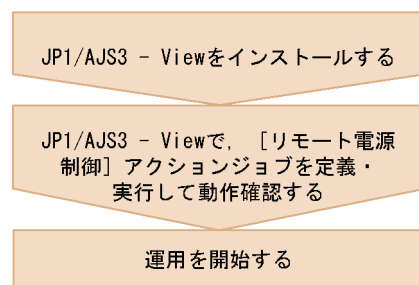 JP1/AJS3 - Viewをインストールする
JP1/AJS3 - Viewで,［リモート電源
制御］アクションジョブを定義・
実行して動作確認する
運用を開始する